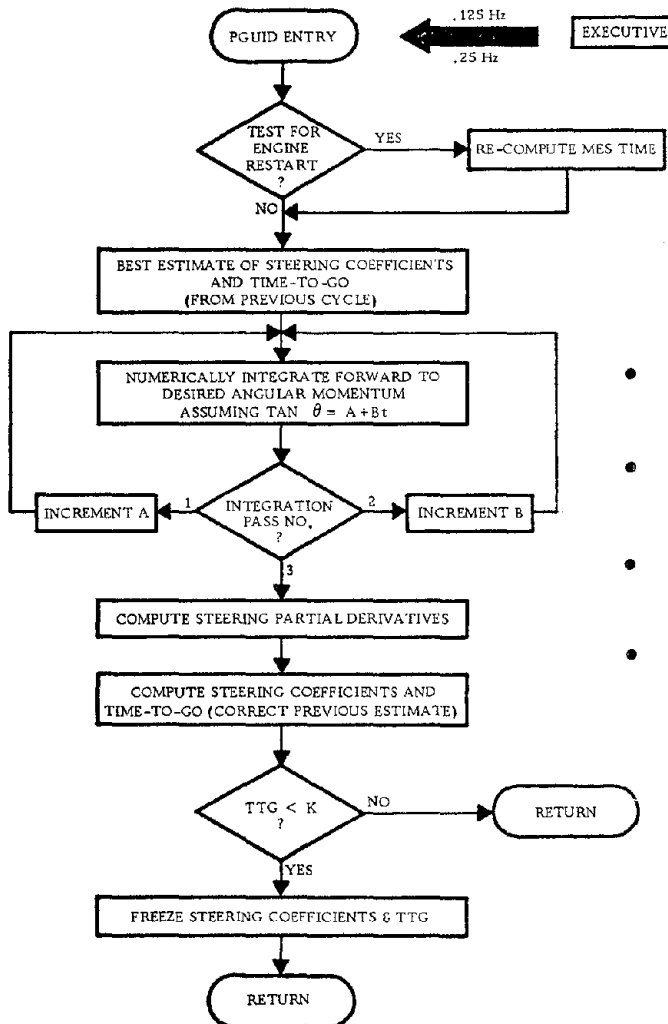 PGUID ENTRY
.125 Hz
.25 Hz
EXECUTIVE
TEST FOR
ENGINE
RESTART
?
YES
RE-COMPUTE MES TIME
NO
BEST ESTIMATE OF STEERING COEFFICIENTS
AND TIME-TO-GO
(FROM PREVIOUS CYCLE)
NUMERICALLY INTEGRATE FORWARD TO
DESIRED ANGULAR MOMENTUM
ASSUMING TAN θ = A+Bt
INCREMENT A
1
INTEGRATION
PASS NO.
?
2
INCREMENT B
3
COMPUTE STEERING PARTIAL DERIVATIVES
COMPUTE STEERING COEFFICIENTS AND
TIME-TO-GO (CORRECT PREVIOUS ESTIMATE)
TTG < K
?
NO
RETURN
YES
FREEZE STEERING COEFFICIENTS & TTG
RETURN